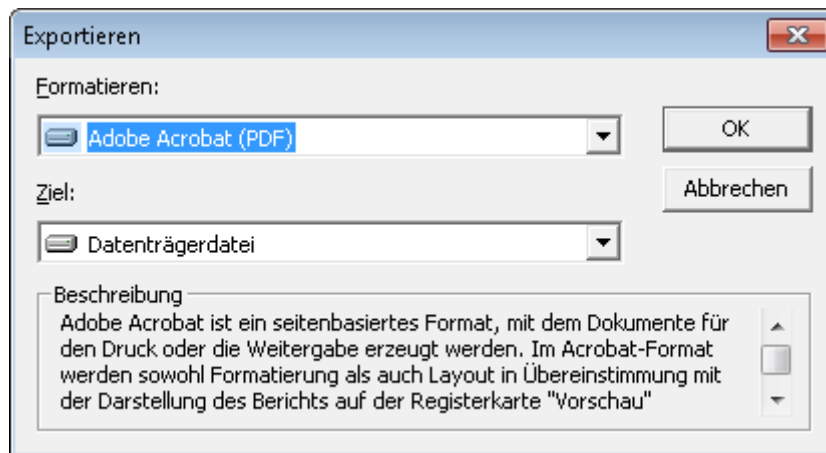 Exportieren
Formatieren:
Adobe Acrobat (PDF)
OK
Ziel:
Abbrechen
Datenträgerdatei
Beschreibung
Adobe Acrobat ist ein seitenbasiertes Format, mit dem Dokumente für
den Druck oder die Weitergabe erzeugt werden. Im Acrobat-Format
werden sowohl Formatierung als auch Layout in Übereinstimmung mit
der Darstellung des Berichts auf der Registerkarte "Vorschau"